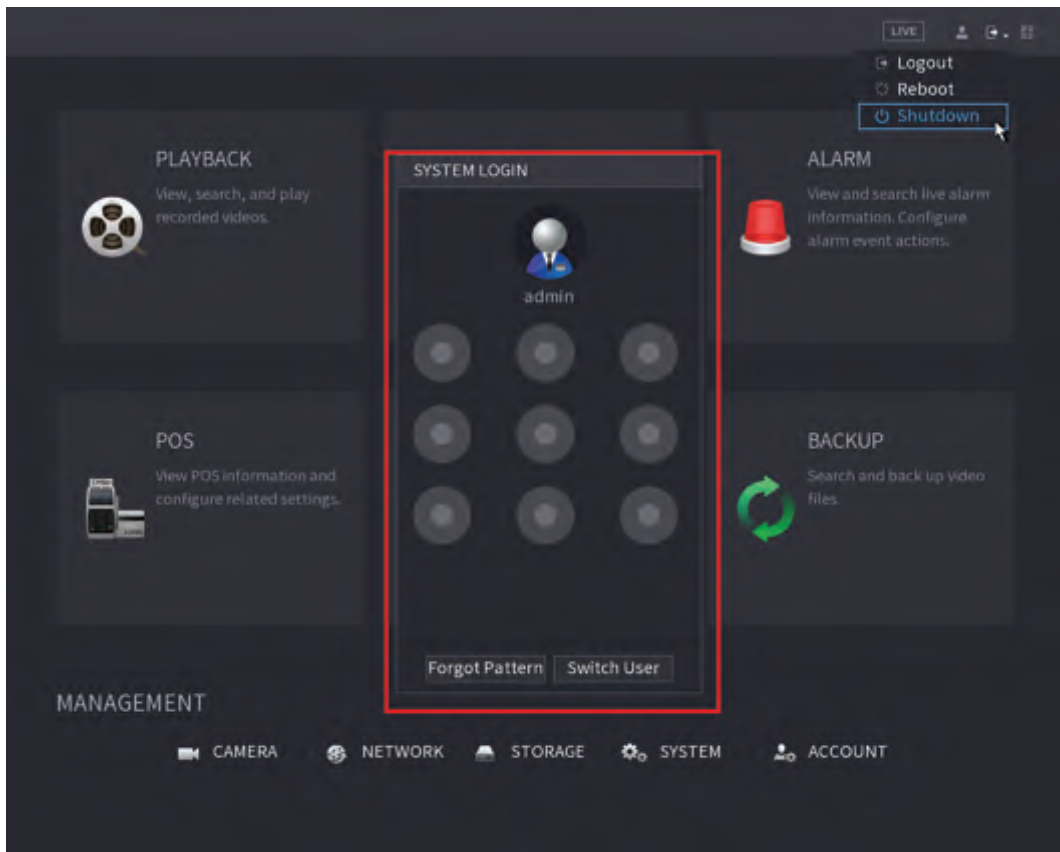 LIVE
Logout
Reboot
Shutdown
PLAYBACK
View, search, and play
recorded videos.
SYSTEM LOGIN
admin
Forgot Pattern
Switch User
ALARM
View and search live alarm
information. Configure
alarm event actions.
POS
View POS information and
configure related settings.
BACKUP
Search and back up video
files.
MANAGEMENT
CAMERA
NETWORK
STORAGE
SYSTEM
ACCOUNT